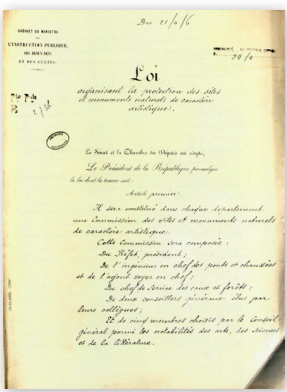 Du 21/4/6
CABINET DU MINISTRE
DE
L'INSTRUCTION PUBLIQUE,
DES BEAUX-ARTS
ET DES CULTES.
24/4
Loi
organisant la protection des sites
et monuments naturels de caractère
artistique.
Le Sénat et la Chambre des Députés ont adopté,
Le Président de la République promulgue
la loi dont la teneur suit :
Article premier.
Il sera constitué dans chaque département
une Commission des sites et monuments naturels
de caractère artistique.
Cette Commission sera composée :
Du Préfet, président ;
De l'ingénieur en chef des ponts et chaussées
et de l'agent voyer en chef ;
Du chef de service des eaux et forêts ;
De deux conseillers généraux élus par
leurs collègues ;
Et de cinq membres choisis par le Conseil
général parmi les notabilités des arts, des sciences
et de la littérature.